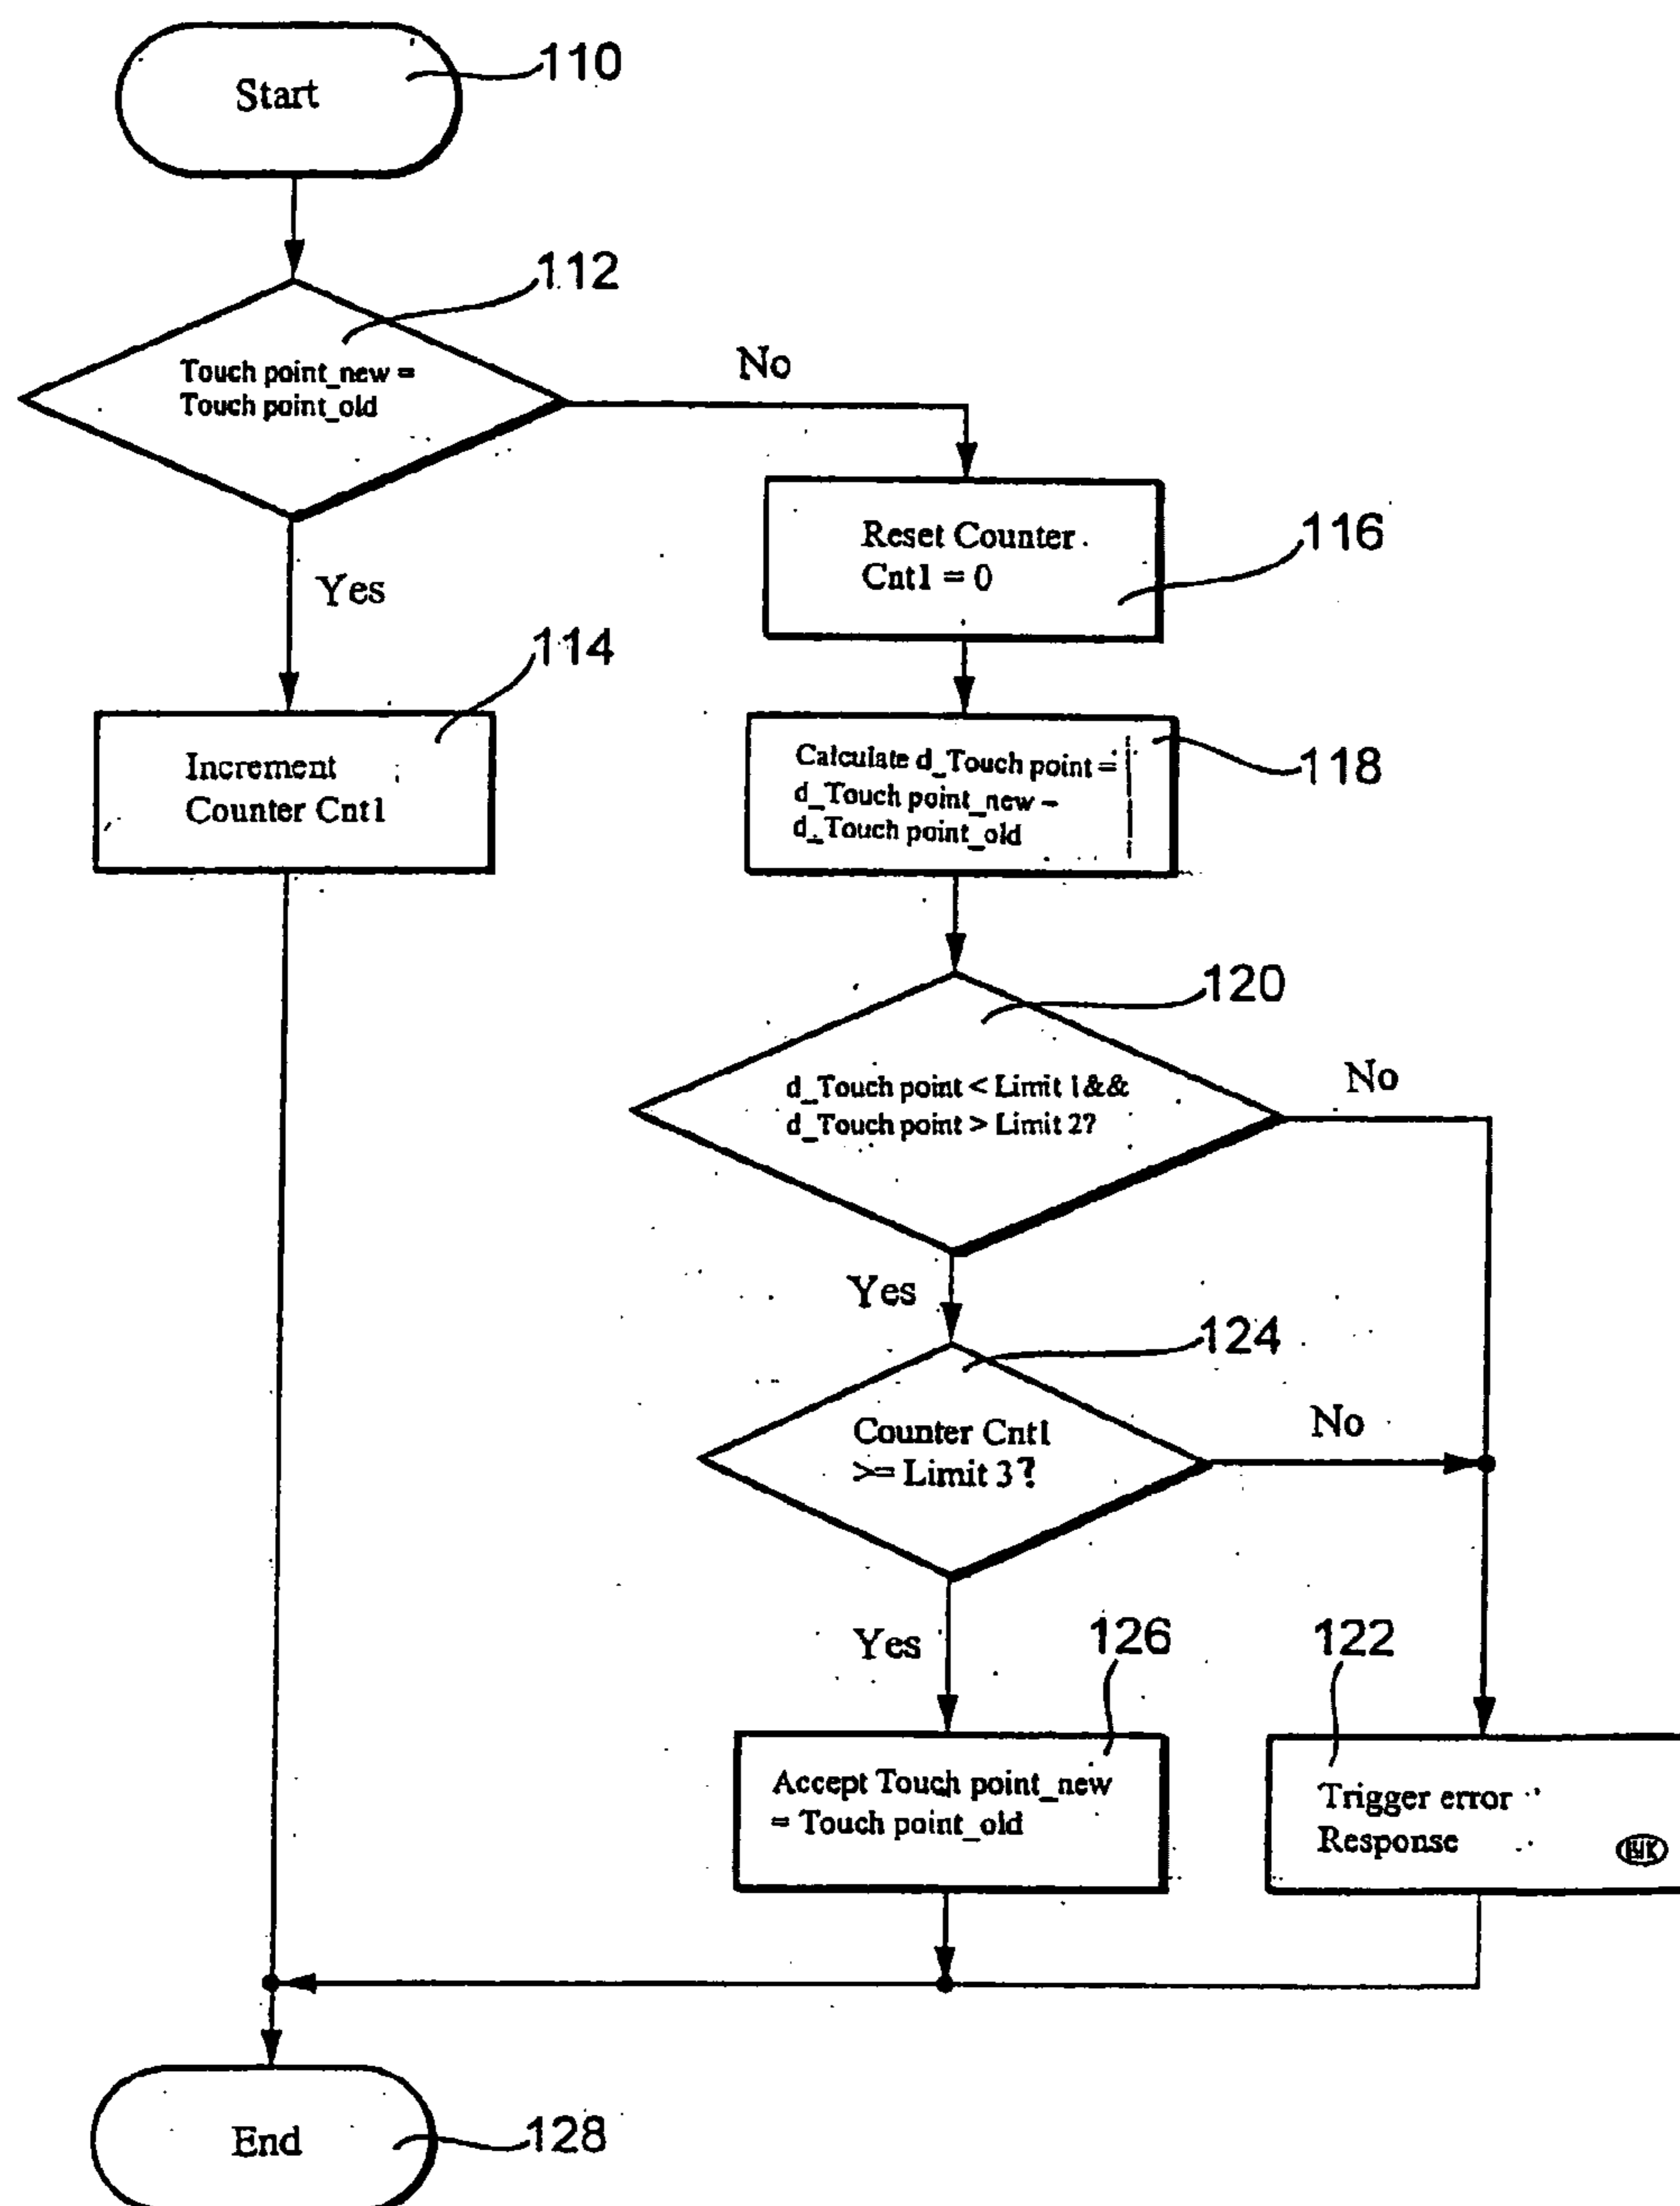 Start
110
112
Touch point_new =
Touch point_old
No
Yes
Reset Counter
Cnt1 = 0
116
114
Increment
Counter Cnt1
Calculate d_Touch point =
d_Touch point_new –
d_Touch point_old
118
120
d_Touch point < Limit 1&&
d_Touch point > Limit 2?
No
Yes
124
Counter Cnt1
>= Limit 3?
No
Yes
126
122
Accept Touch point_new
= Touch point_old
Trigger error
Response
End
128